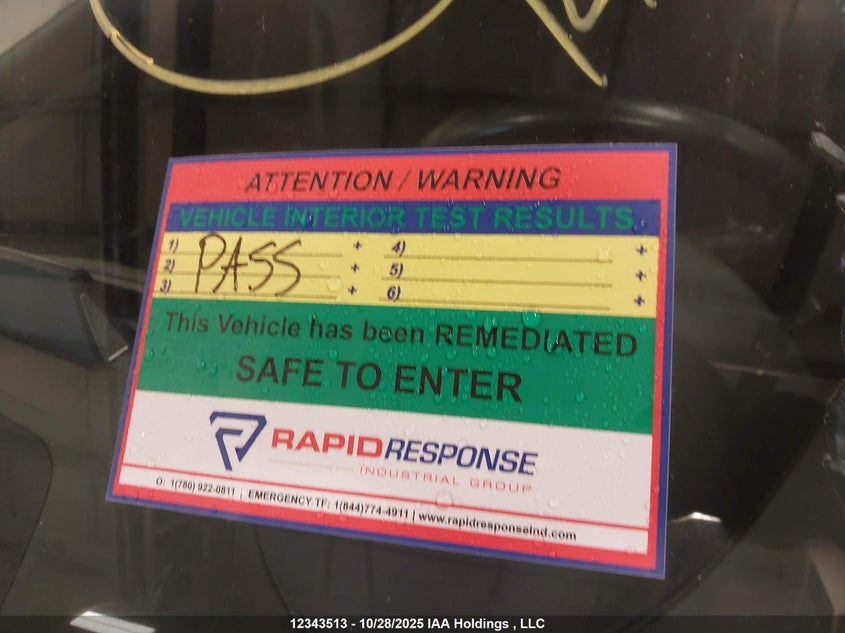 ATTENTION / WARNING
VEHICLE INTERIOR TEST RESULTS
1) PASS + 4) +
2) + 5) +
3) + 6) +
This Vehicle has been REMEDIATED
SAFE TO ENTER
RAPIDRESPONSE
INDUSTRIAL GROUP
O: 1(780) 922-0811 | EMERGENCY TF: 1(844)774-4911 | www.rapidresponseind.com
12343513 - 10/28/2025 IAA Holdings , LLC